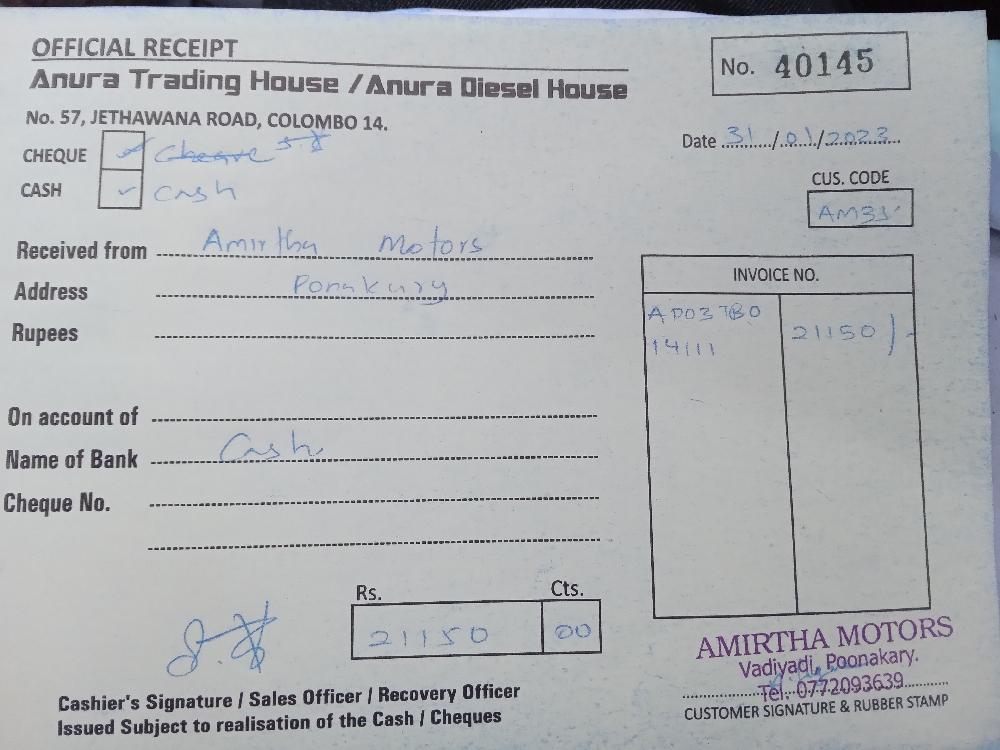 OFFICIAL RECEIPT
Anura Trading House / Anura Diesel House
No. 57, JETHAWANA ROAD, COLOMBO 14.
No. 40145
Date 31/01/2023
CHEQUE Cheque
CASH Cash
CUS. CODE
AM33
Received from Amirtha Motors
Address Ponakary
Rupees
INVOICE NO.
21150/-
14111
On account of
Name of Bank Cash
Cheque No.
Rs. Cts.
21150 00
AMIRTHA MOTORS
Vadiyadi, Poonakary.
Tel: 0772093639
CUSTOMER SIGNATURE & RUBBER STAMP
Cashier's Signature / Sales Officer / Recovery Officer
Issued Subject to realisation of the Cash / Cheques